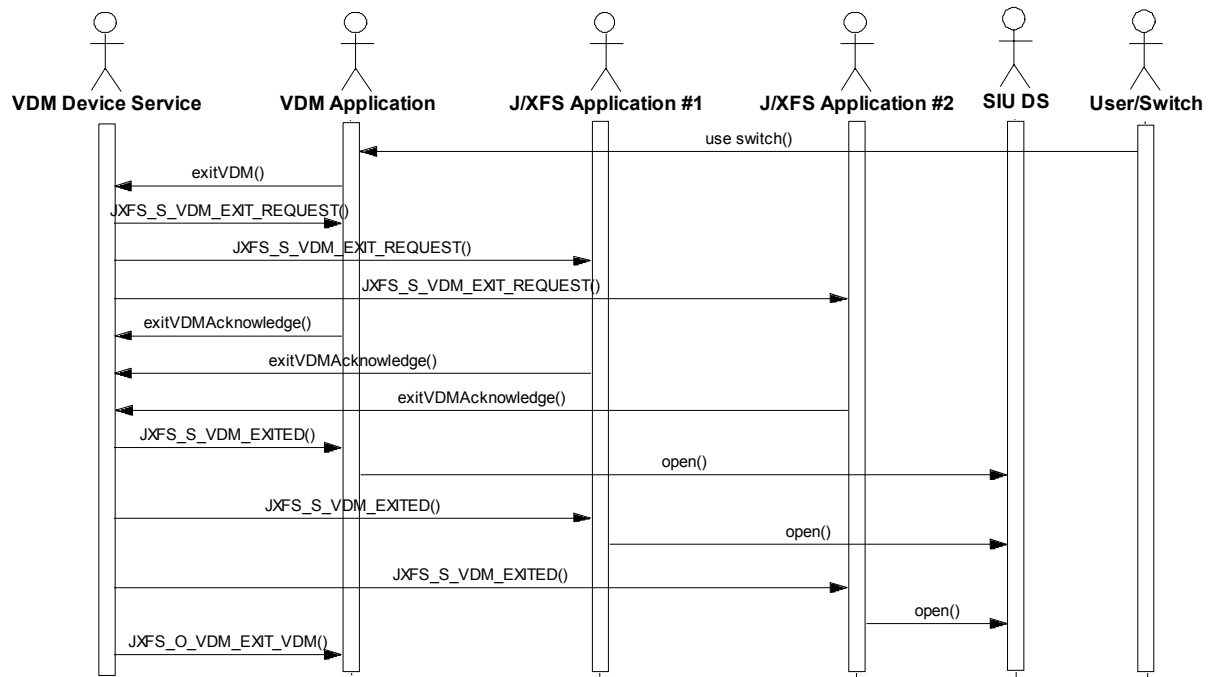 VDM Device Service
VDM Application
J/XFS Application #1
J/XFS Application #2
SIU DS
User/Switch
use switch()
exitVDM()
JXFS_S_VDM_EXIT_REQUEST()
JXFS_S_VDM_EXIT_REQUEST()
JXFS_S_VDM_EXIT_REQUEST()
exitVDMAcknowledge()
exitVDMAcknowledge()
exitVDMAcknowledge()
JXFS_S_VDM_EXITED()
open()
JXFS_S_VDM_EXITED()
open()
JXFS_S_VDM_EXITED()
open()
JXFS_O_VDM_EXIT_VDM()